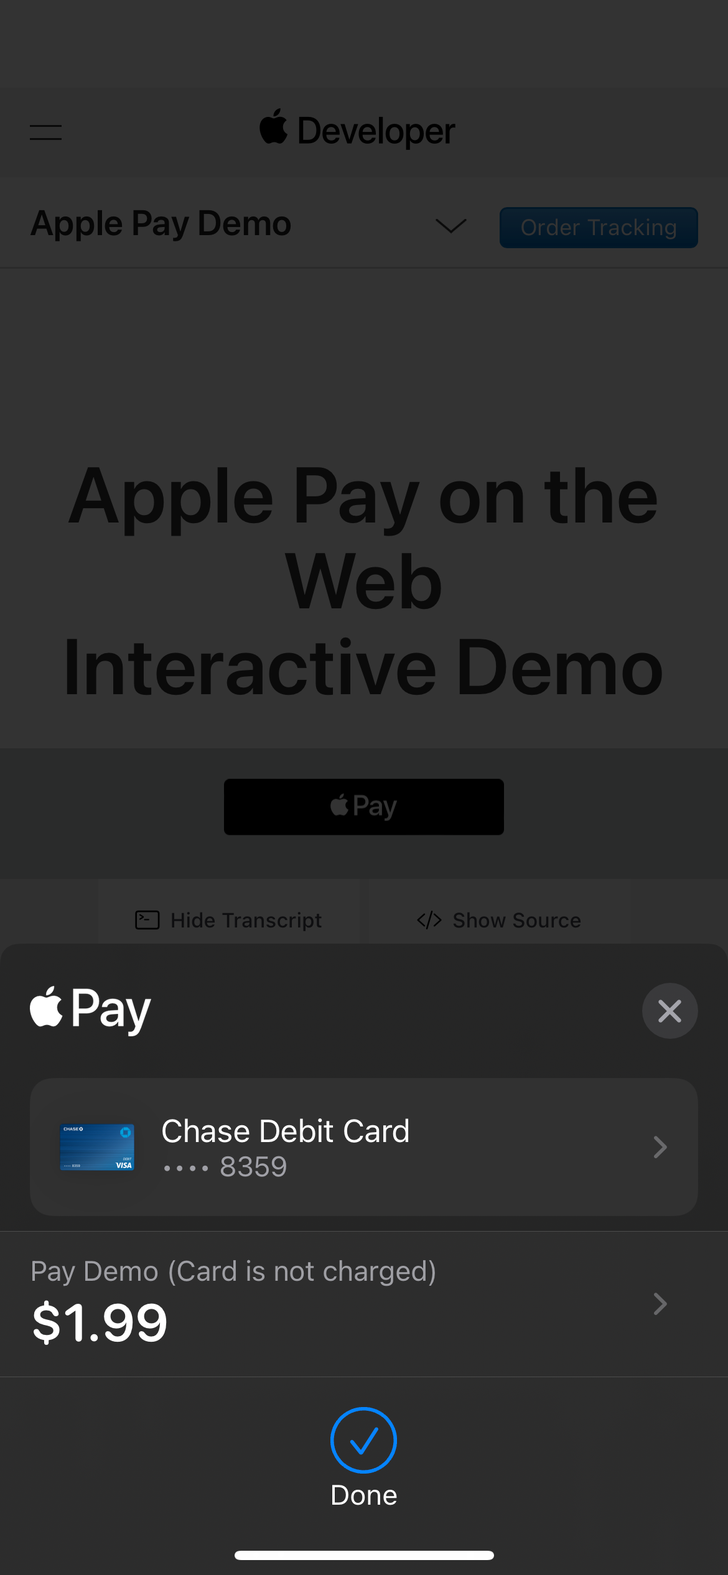 Developer
Apple Pay Demo
Order Tracking
Apple Pay on the
Web
Interactive Demo
Pay
Hide Transcript
</> Show Source
Pay
CHASE
DEBIT
VISA
Chase Debit Card
•••• 8359
Pay Demo (Card is not charged)
$1.99
Done